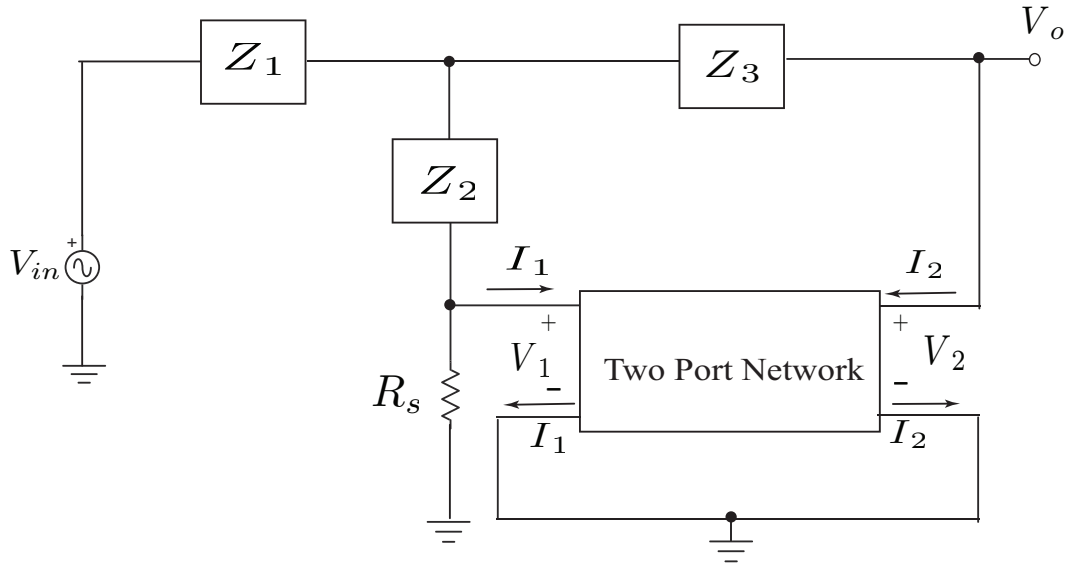 V_o
Z_1
Z_3
Z_2
I_1
I_2
+
V_in
+
+
V_1
Two Port Network
V_2
R_s
-
-
I_1
I_2